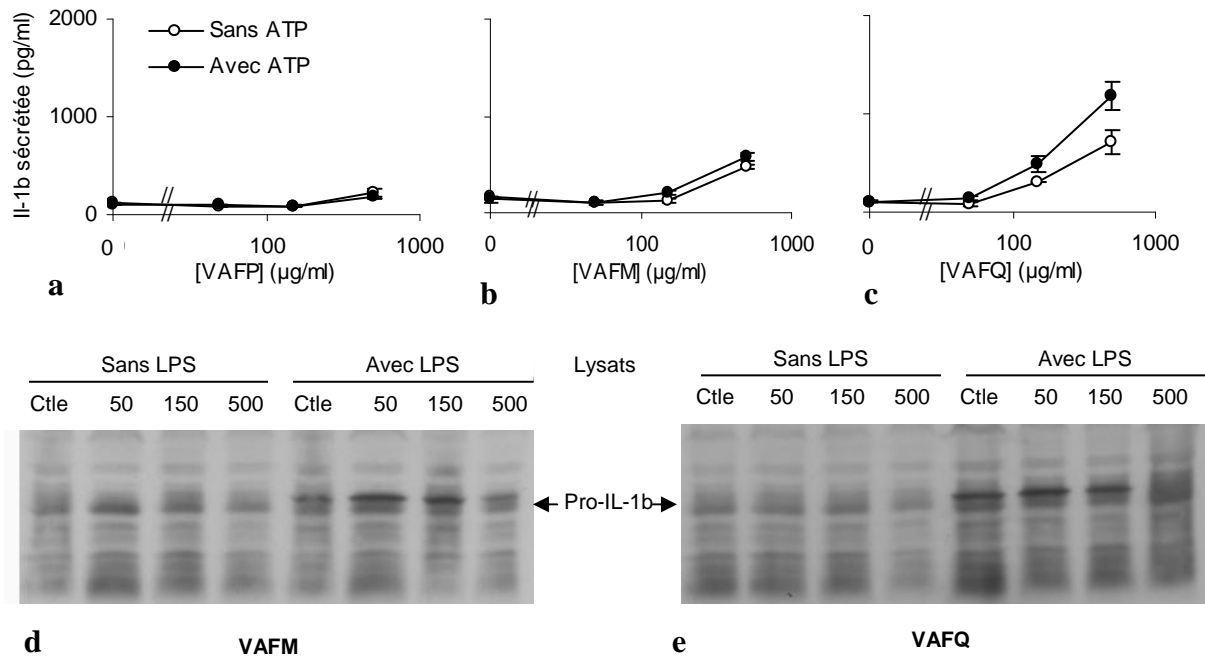 Il-1b sécrétée (pg/ml)
2000
1000
0
Sans ATP
Avec ATP
0 100 1000
[VAFP] (µg/ml)
a
0 100 1000
[VAFM] (µg/ml)
b
0 100 1000
[VAFQ] (µg/ml)
c
Sans LPS Avec LPS
Ctle 50 150 500 Ctle 50 150 500
Lysats
Sans LPS Avec LPS
Ctle 50 150 500 Ctle 50 150 500
Pro-IL-1b
d
VAFM
e
VAFQ